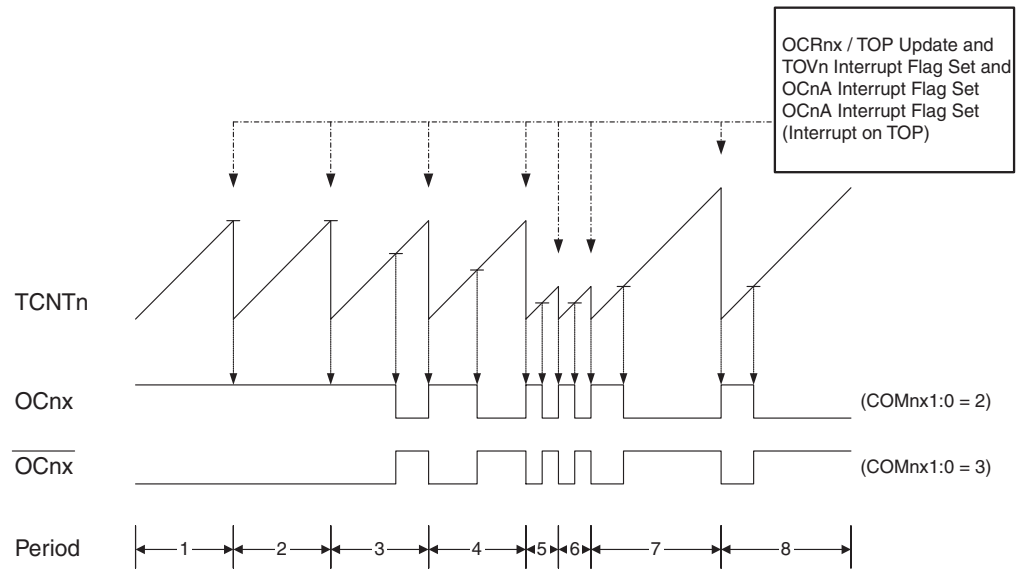 OCRnx / TOP Update and
TOVn Interrupt Flag Set and
OCnA Interrupt Flag Set
OCnA Interrupt Flag Set
(Interrupt on TOP)
TCNTn
OCnx
(COMnx1:0 = 2)
OCnx
(COMnx1:0 = 3)
Period
1 2 3 4 5 6 7 8